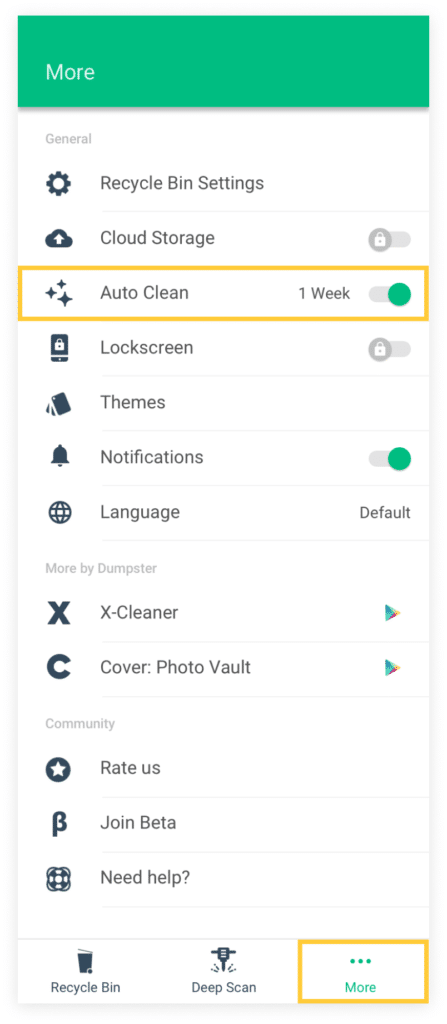 More
General
Recycle Bin Settings
Cloud Storage
Auto Clean 1 Week
Lockscreen
Themes
Notifications
Language Default
More by Dumpster
X X-Cleaner
C Cover: Photo Vault
Community
Rate us
β Join Beta
Need help?
Recycle Bin Deep Scan More